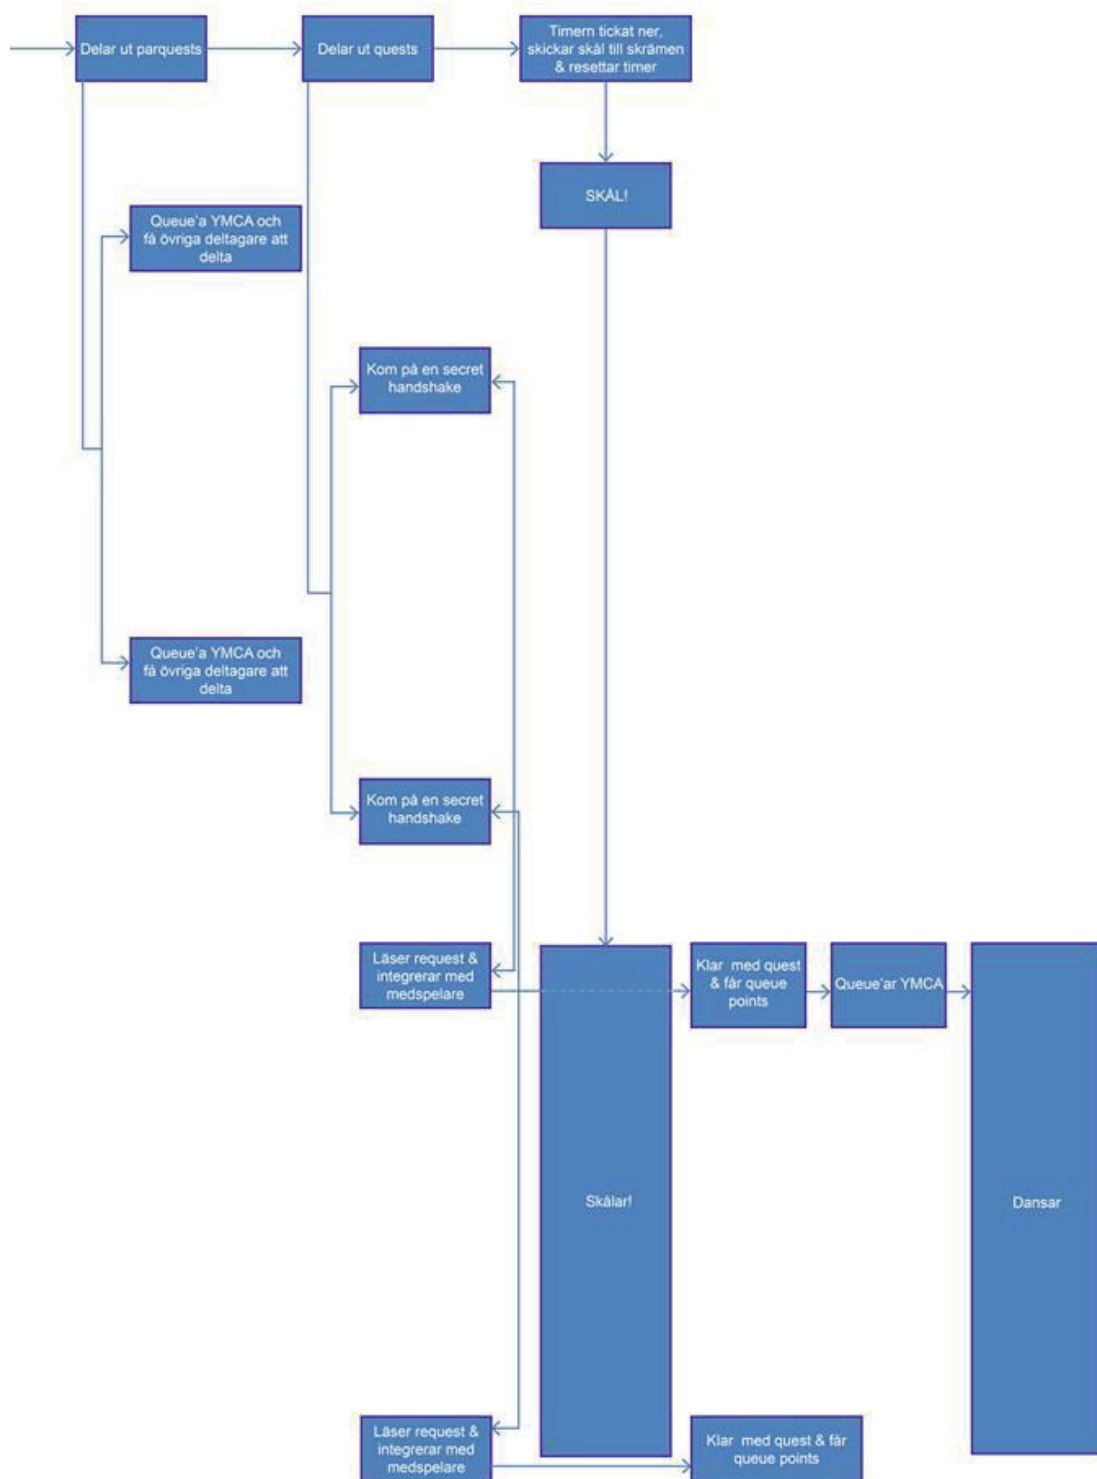 Delar ut parquests
Delar ut quests
Timern tickat ner,
skickar skål till skrämen
& resettar timer
SKÅL!
Queue'a YMCA och
få övriga deltagare att
delta
Kom på en secret
handshake
Queue'a YMCA och
få övriga deltagare att
delta
Kom på en secret
handshake
Läser request &
integrerar med
medspelare
Skålar!
Klar med quest
& får queue
points
Queue'ar YMCA
Dansar
Läser request &
integrerar med
medspelare
Klar med quest & får
queue points